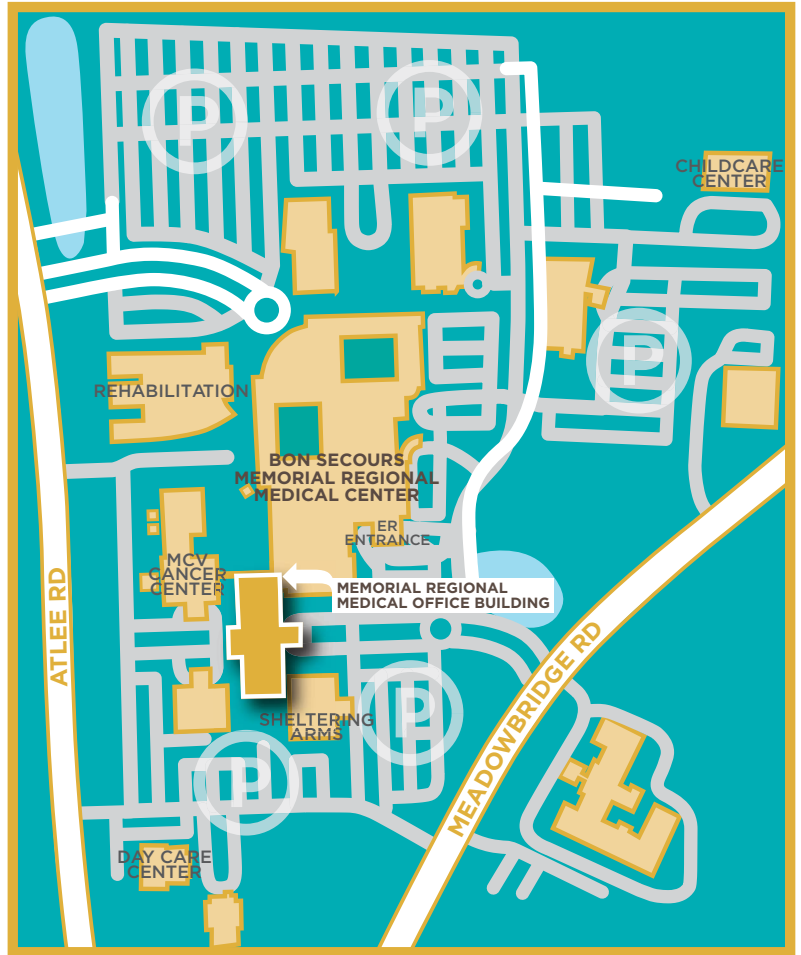 P
P
CHILDCARE
CENTER
P
REHABILITATION
BON SECOURS
MEMORIAL REGIONAL
MEDICAL CENTER
ER
ENTRANCE
MCV
CANCER
CENTER
MEMORIAL REGIONAL
MEDICAL OFFICE BUILDING
ATLEE RD
MEADOWBRIDGE RD
P
SHELTERING
ARMS
P
DAY CARE
CENTER